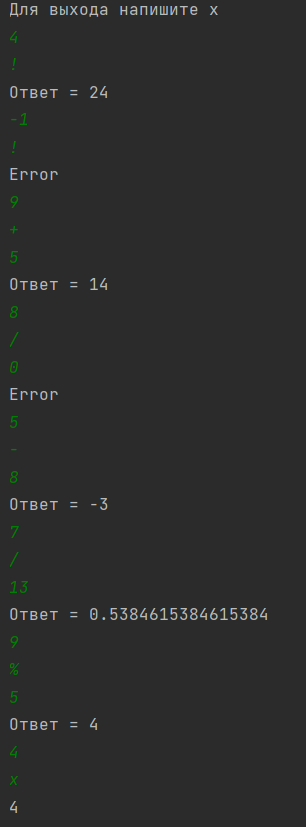 Для выхода напишите x
4
!
Ответ = 24
-1
!
Error
9
+
5
Ответ = 14
8
/
0
Error
5
-
8
Ответ = -3
7
/
13
Ответ = 0.5384615384615384
9
%
5
Ответ = 4
4
x
4